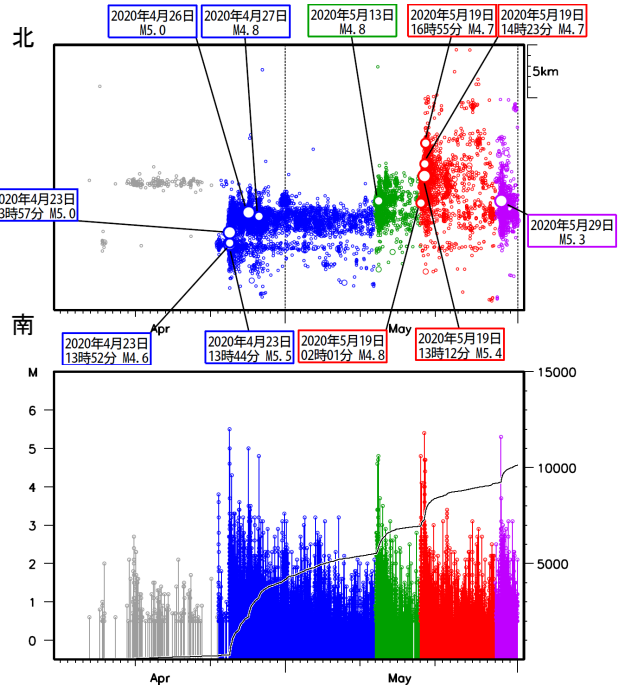 2020年4月26日
M5.0
2020年4月27日
M4.8
2020年5月13日
M4.8
2020年5月19日
16時55分 M4.7
2020年5月19日
14時23分 M4.7
北
5km
2020年4月23日
3時57分 M5.0
2020年5月29日
M5.3
南
Apr
May
2020年4月23日
13時52分 M4.6
2020年4月23日
13時44分 M5.5
2020年5月19日
02時01分 M4.8
2020年5月19日
13時12分 M5.4
M
6
5
4
3
2
1
0
15000
10000
5000
Apr
May